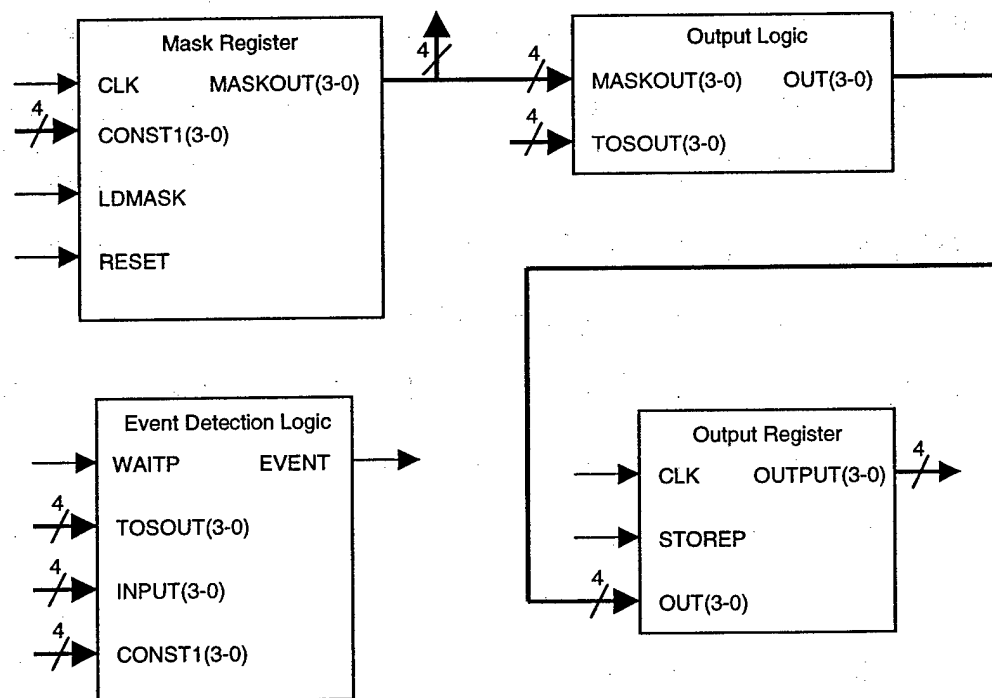 Mask Register
CLK MASKOUT(3-0)
4
CONST1(3-0)
LDMASK
RESET
4
Output Logic
4
MASKOUT(3-0) OUT(3-0)
4
TOSOUT(3-0)
Event Detection Logic
WAITP EVENT
4
TOSOUT(3-0)
4
INPUT(3-0)
4
CONST1(3-0)
Output Register
CLK OUTPUT(3-0)
4
STOREP
4
OUT(3-0)